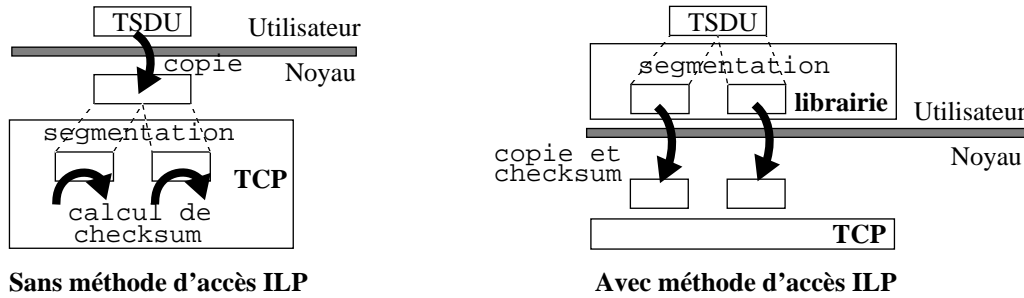 TSDU
Utilisateur
copie
Noyau
segmentation
TCP
calcul de
checksum
Sans méthode d'accès ILP
TSDU
segmentation
librairie
Utilisateur
copie et
checksum
Noyau
TCP
Avec méthode d'accès ILP